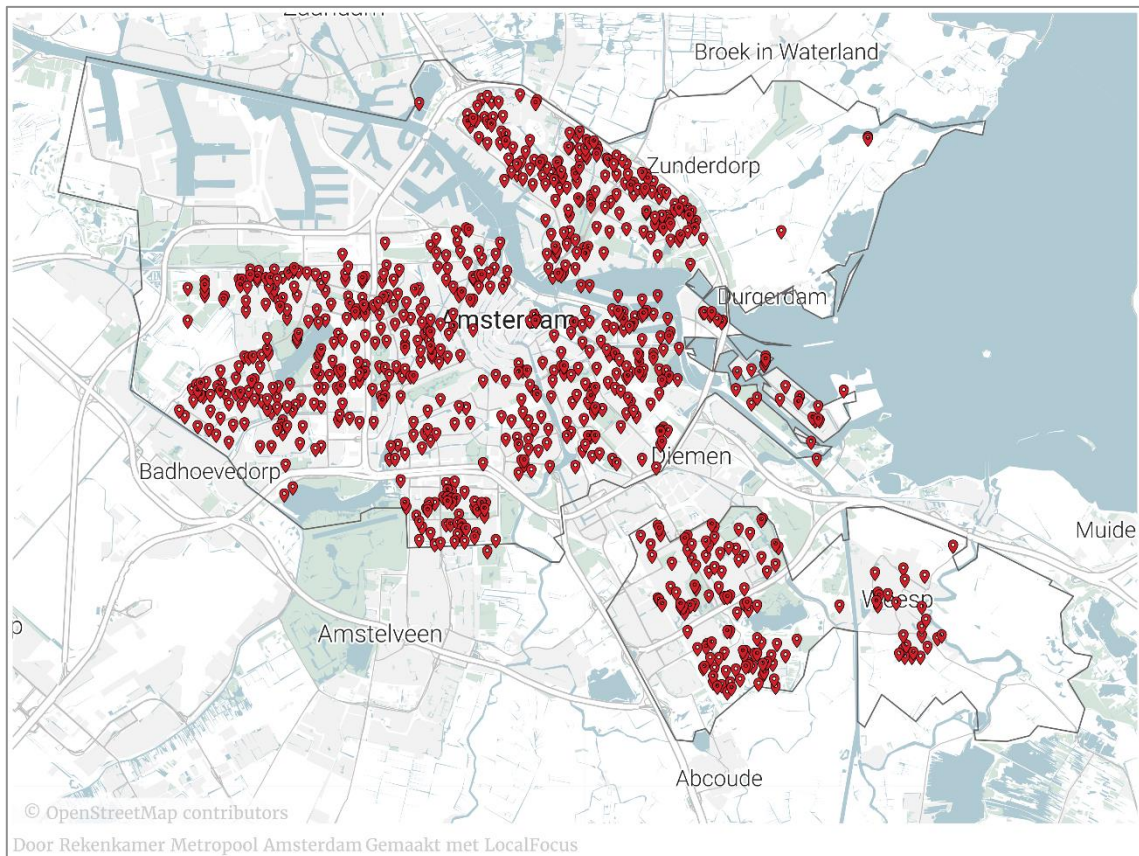 Broek in Waterland
Zunderdorp
Durgerdam
Amsterdam
Badhoevedorp
Diemen
Muide
Weesp
Amstelveen
Abcoude
© OpenStreetMap contributors
Door Rekenkamer Metropool Amsterdam Gemaakt met LocalFocus